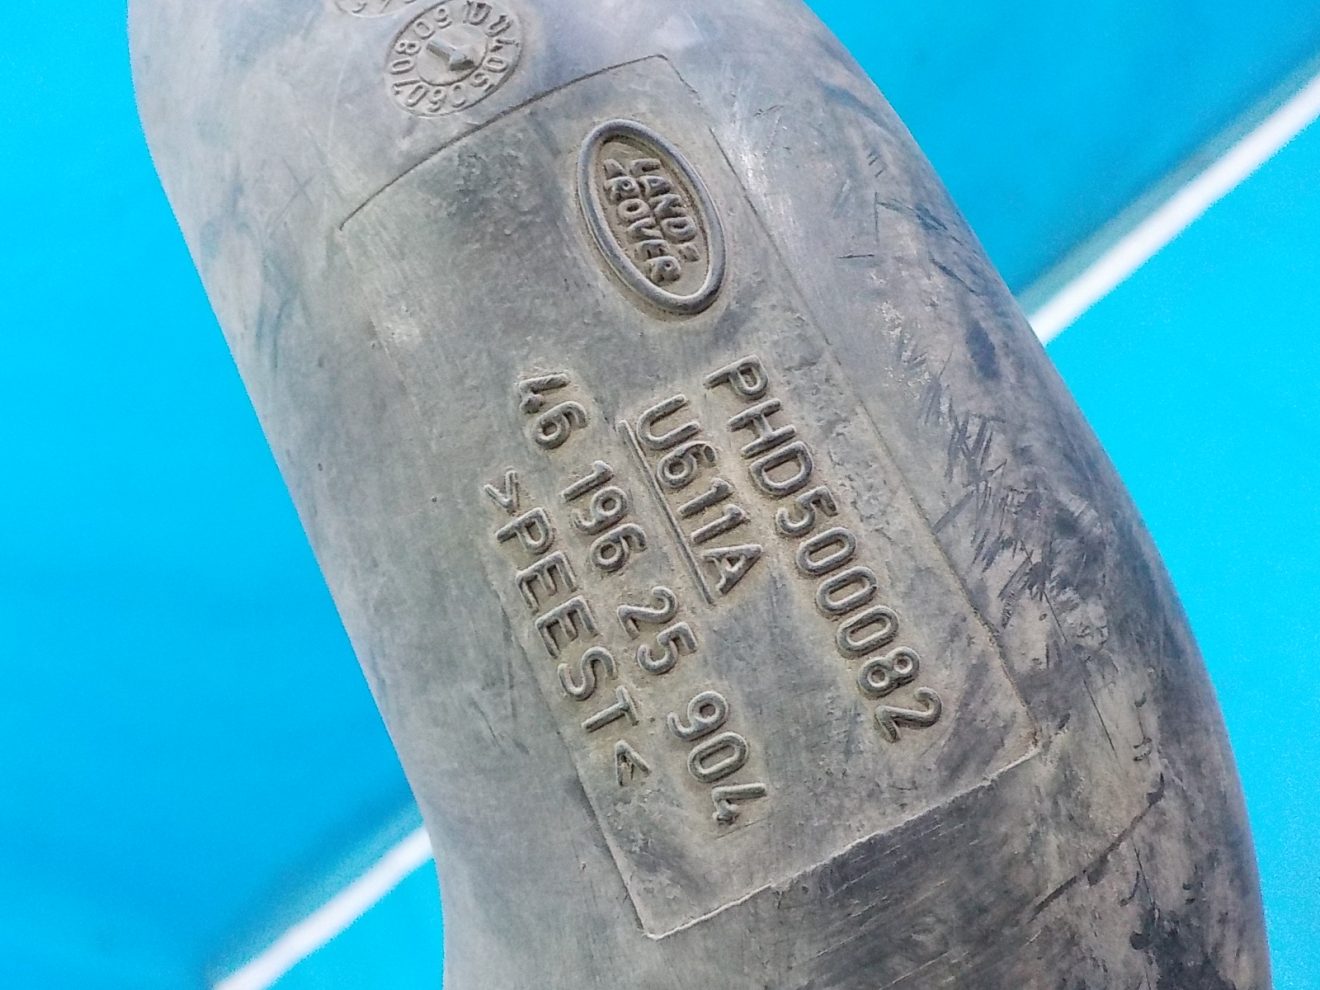 LAND
ROVER
PHD500082
U611A
46 196 25 904
>PEEST<